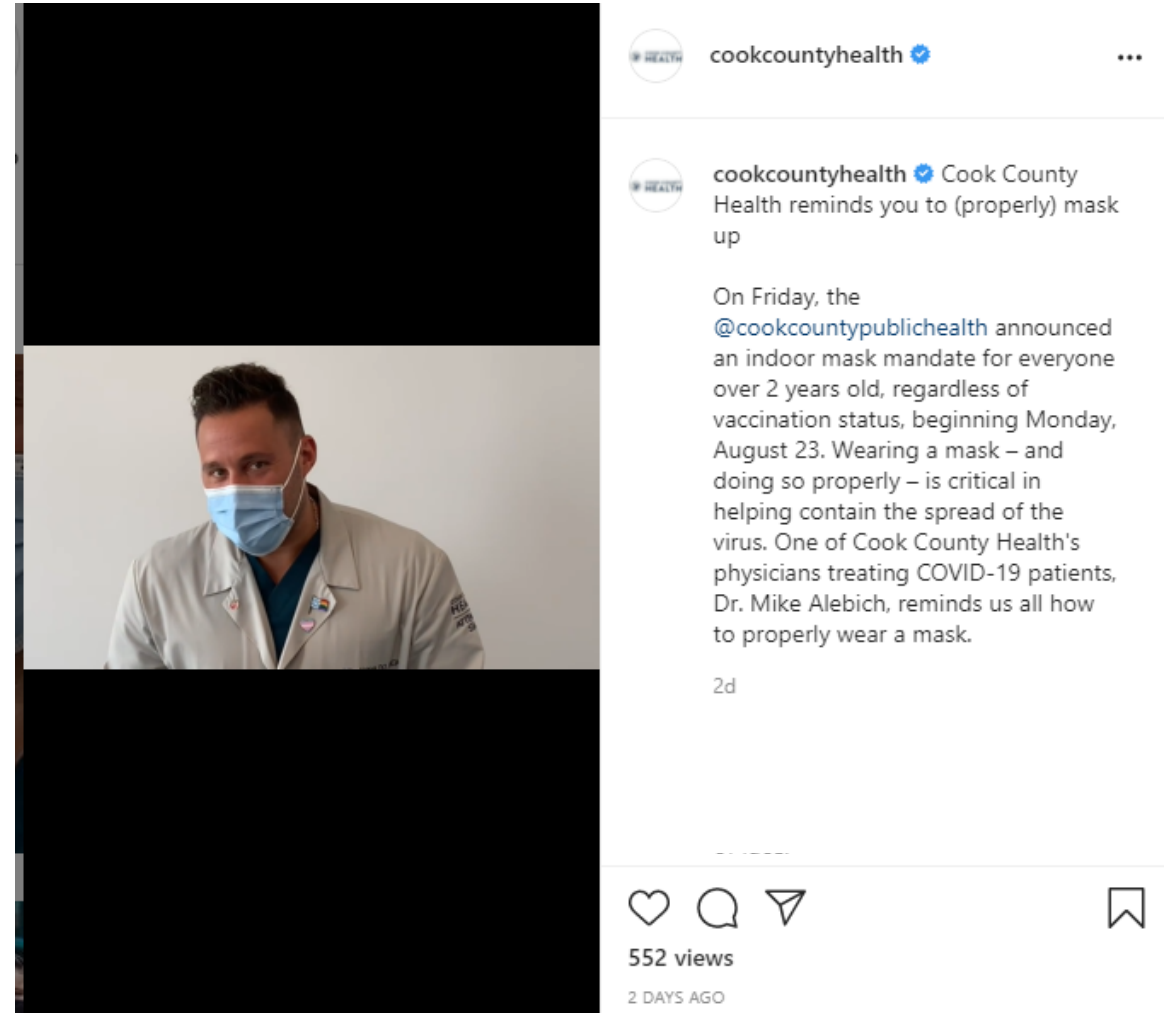 cookcountyhealth
HEALTH
cookcountyhealth Cook County
Health reminds you to (properly) mask
up
On Friday, the
@cookcountypublichealth announced
an indoor mask mandate for everyone
over 2 years old, regardless of
vaccination status, beginning Monday,
August 23. Wearing a mask – and
doing so properly – is critical in
helping contain the spread of the
virus. One of Cook County Health's
physicians treating COVID-19 patients,
Dr. Mike Alebich, reminds us all how
to properly wear a mask.
2d
552 views
2 DAYS AGO